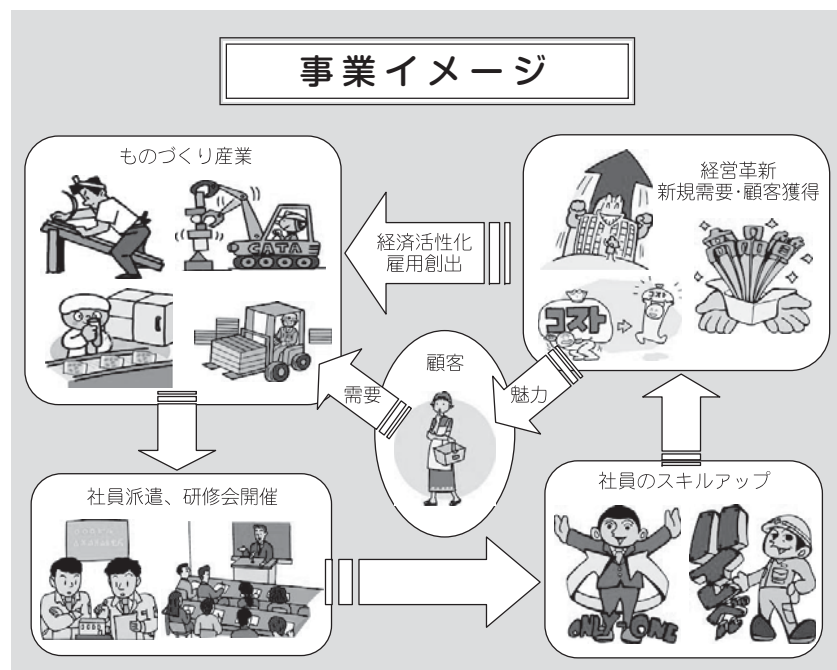 事業イメージ
ものづくり産業
CATA
経営革新
新規需要・顧客獲得
コスト
コスト
経済活性化
雇用創出
顧客
需要
魅力
社員派遣、研修会開催
社員のスキルアップ
ONLY-ONE